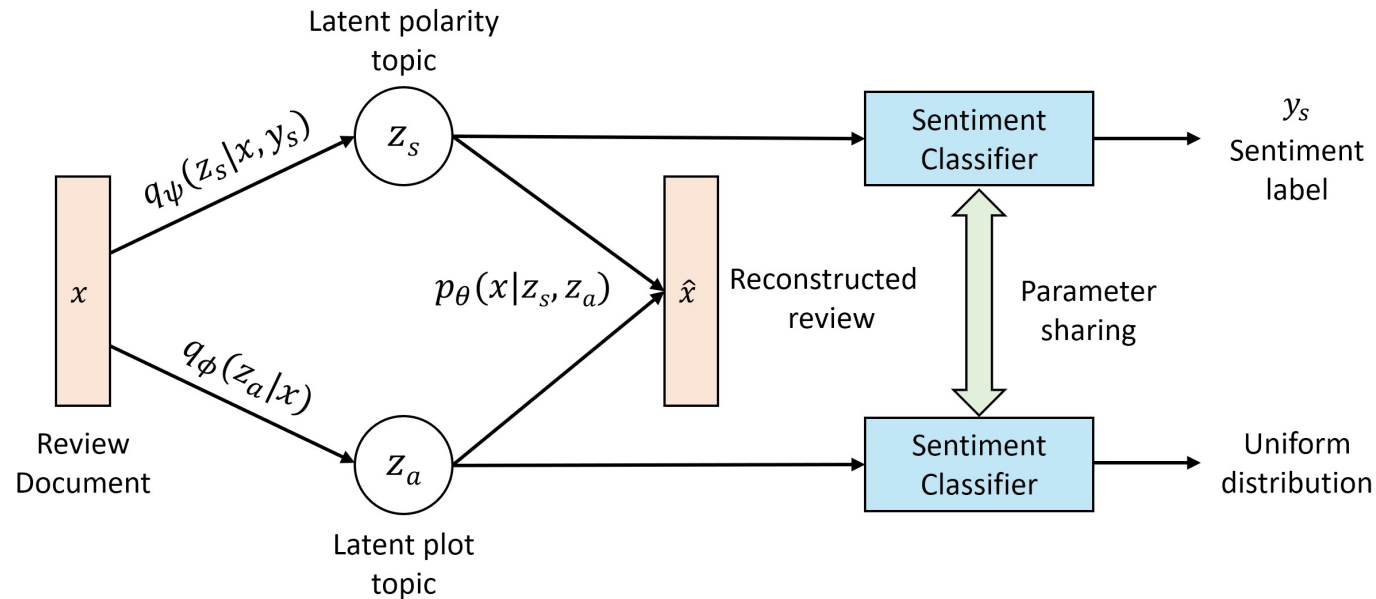 Latent polarity
topic
z_s
q_ψ(z_s|x, y_s)
x
Review
Document
q_ϕ(z_a|x)
z_a
Latent plot
topic
p_θ(x|z_s, z_a)
x̂
Reconstructed
review
Sentiment
Classifier
y_s
Sentiment
label
Parameter
sharing
Sentiment
Classifier
Uniform
distribution